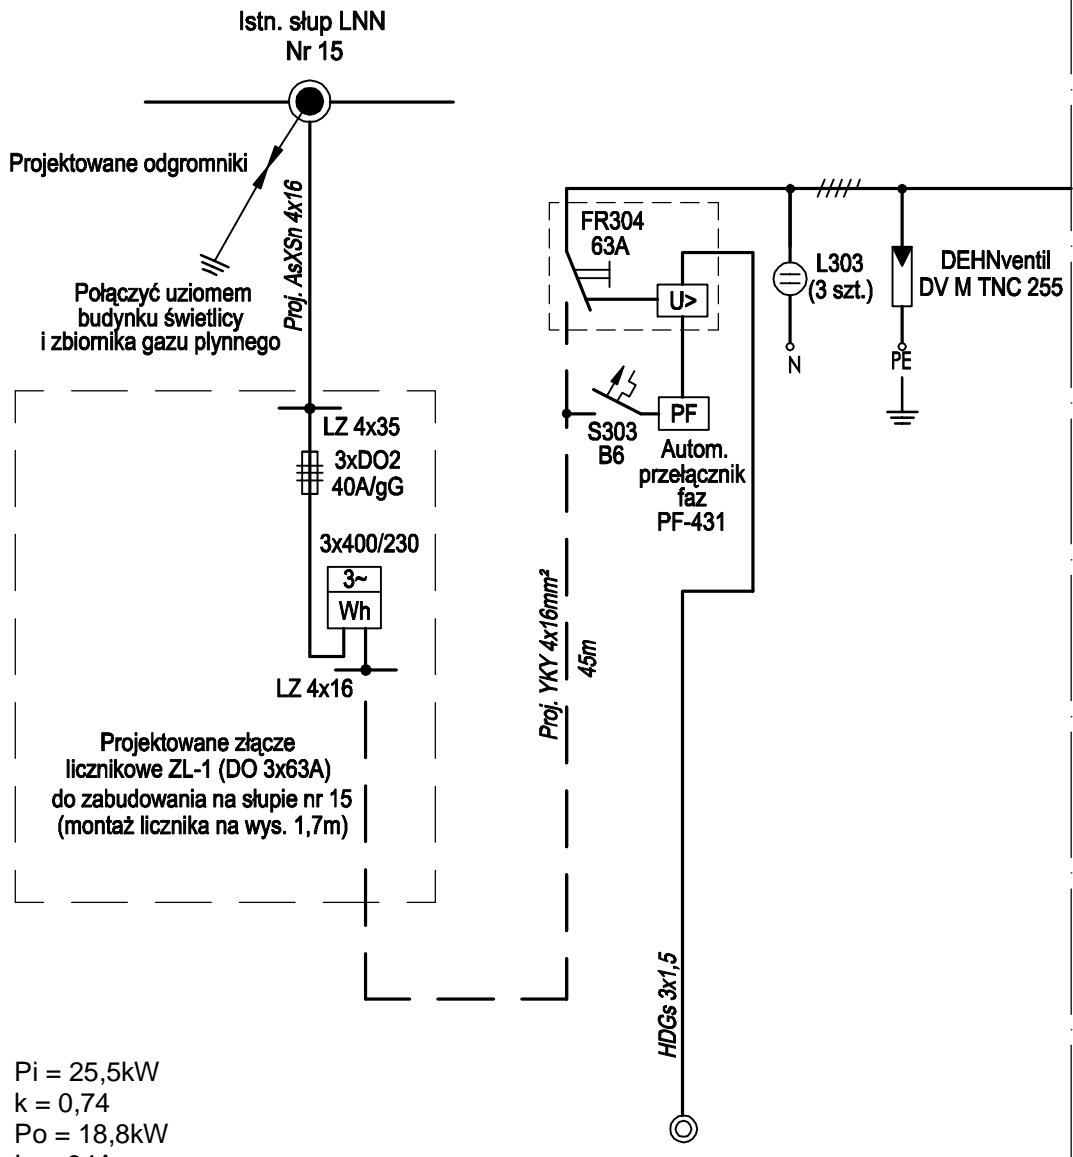 Istn. słup LNN
Nr 15
Projektowane odgromniki
Proj. AsXSn 4x16
Połączyć uziomem
budynku świetlicy
i zbiornika gazu płynnego
LZ 4x35
3xDO2
40A/gG
3x400/230
3~
Wh
LZ 4x16
Projektowane złącze
licznikowe ZL-1 (DO 3x63A)
do zabudowania na słupie nr 15
(montaż licznika na wys. 1,7m)
FR304
63A
U>
S303
B6
PF
Autom.
przełącznik
faz
PF-431
Proj. YKY 4x16mm²
45m
HDGs 3x1,5
L303
(3 szt.)
N
DEHNventil
DV M TNC 255
PE
Pi = 25,5kW
k = 0,74
Po = 18,8kW